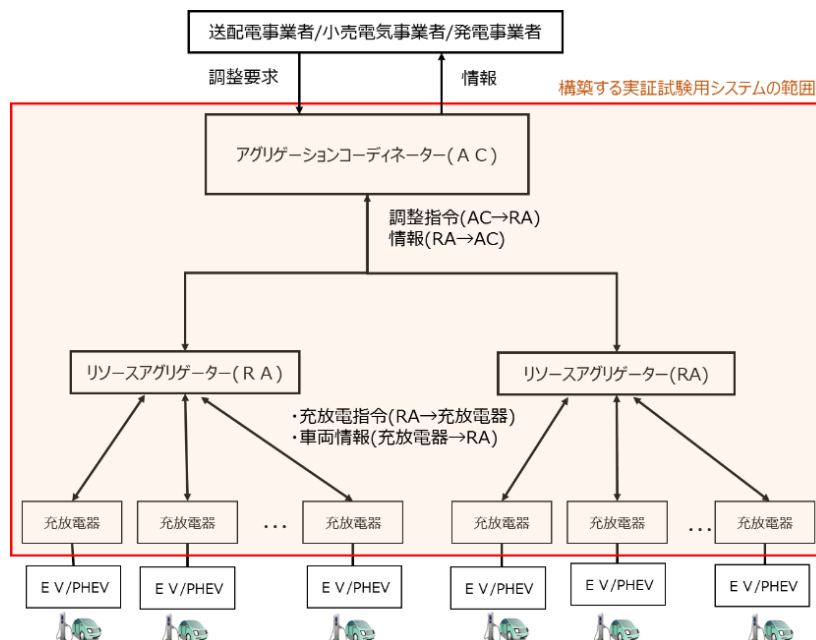 送配電事業者/小売電気事業者/発電事業者
調整要求
情報
構築する実証試験用システムの範囲
アグリゲーションコーディネーター(ＡＣ)
調整指令(AC→RA)
情報(RA→AC)
リソースアグリゲーター(ＲＡ)
リソースアグリゲーター(RA)
・充放電指令(RA→充放電器)
・車両情報(充放電器→RA)
充放電器
充放電器
…
充放電器
充放電器
充放電器
…
充放電器
ＥＶ/PHEV
ＥＶ/PHEV
ＥＶ/PHEV
ＥＶ/PHEV
ＥＶ/PHEV
ＥＶ/PHEV